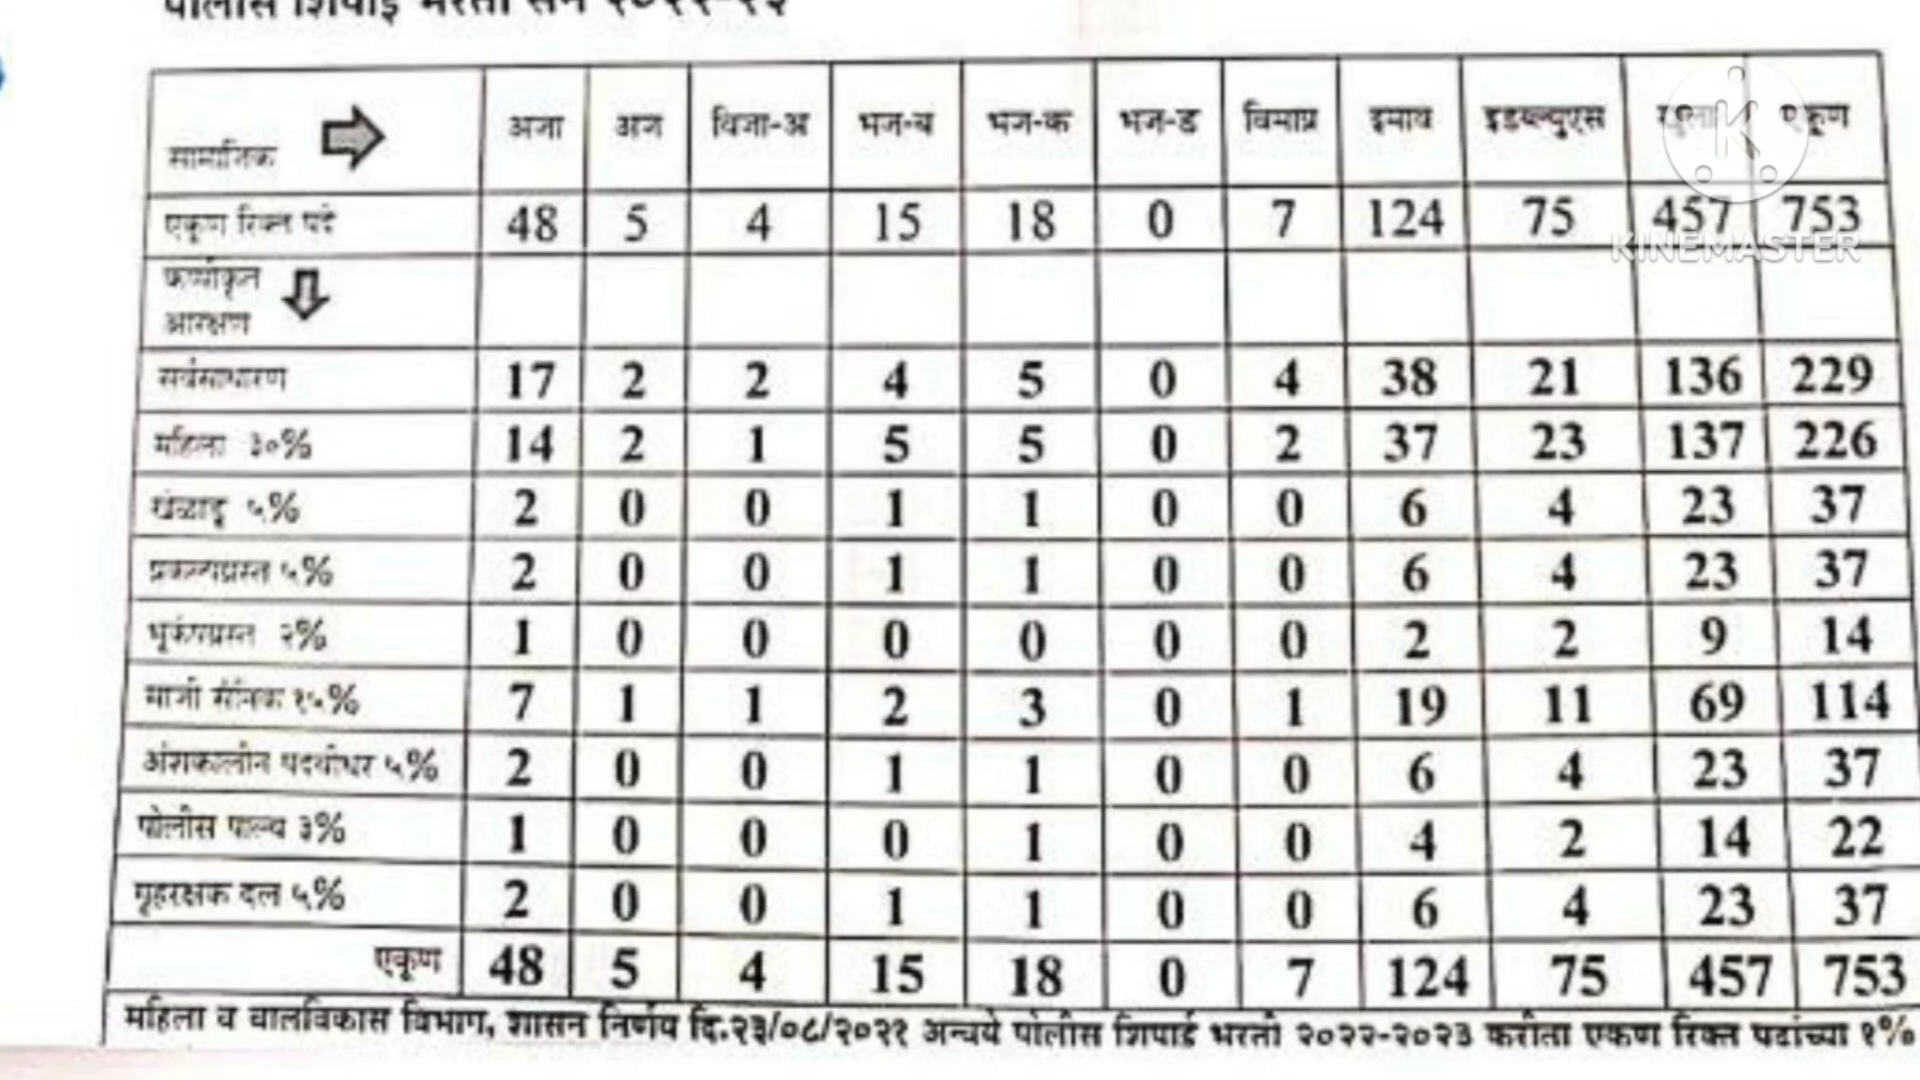 पोलीस शिपाई भरती सन २०२२-२३
सामाजिक अजा अज विजा-अ भज-ब भज-क भज-ड विमाप्र इमाव इडब्ल्युएस खुला एकूण
एकूण रिक्त पदे 48 5 4 15 18 0 7 124 75 457 753
KINEMASTER
आरक्षण
सर्वसाधारण 17 2 2 4 5 0 4 38 21 136 229
महिला ३०% 14 2 1 5 5 0 2 37 23 137 226
खेळाडू ५% 2 0 0 1 1 0 0 6 4 23 37
प्रकल्पग्रस्त ५% 2 0 0 1 1 0 0 6 4 23 37
भूकंपग्रस्त २% 1 0 0 0 0 0 0 2 2 9 14
माजी सैनिक १५% 7 1 1 2 3 0 1 19 11 69 114
अंशकालीन पदवीधर ५% 2 0 0 1 1 0 0 6 4 23 37
पोलीस पाल्य ३% 1 0 0 0 1 0 0 4 2 14 22
गृहरक्षक दल ५% 2 0 0 1 1 0 0 6 4 23 37
एकूण 48 5 4 15 18 0 7 124 75 457 753
महिला व बालविकास विभाग, शासन निर्णय दि.२३/०८/२०२१ अन्वये पोलीस शिपाई भरती २०२२-२०२३ करीता एकण रिक्त पदांच्या १%